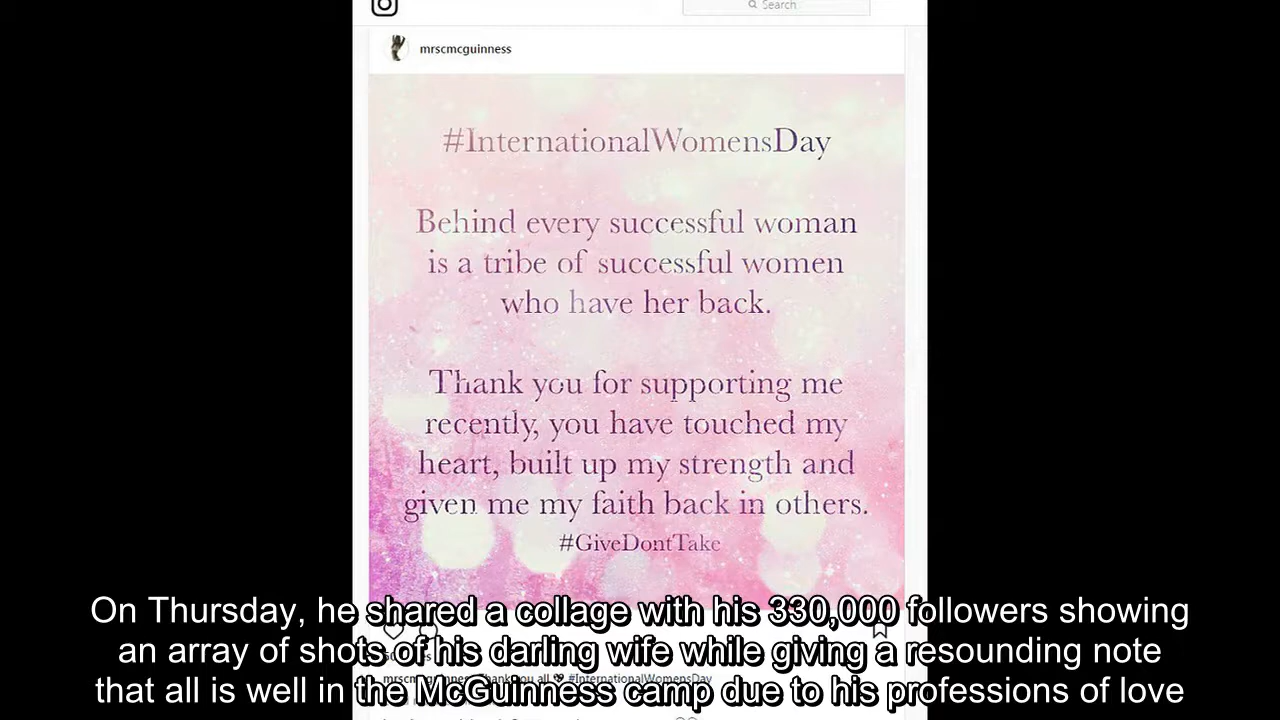 Search
mrscmcguinness
#InternationalWomensDay
Behind every successful woman
is a tribe of successful women
who have her back.
Thank you for supporting me
recently, you have touched my
heart, built up my strength and
given me my faith back in others.
#GiveDontTake
On Thursday, he shared a collage with his 330,000 followers showing
an array of shots of his darling wife while giving a resounding note
that all is well in the McGuinness camp due to his professions of love
#InternationalWomensDay